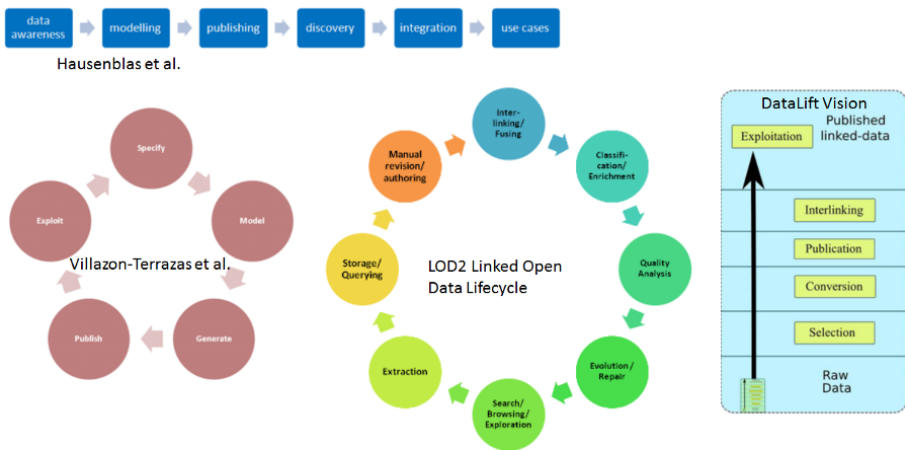 data
awareness
modelling
publishing
discovery
integration
use cases
Hausenblas et al.
Specify
Model
Generate
Publish
Exploit
Villazon-Terrazas et al.
Inter-
linking/
Fusing
Classifi-
cation/
Enrichment
Quality
Analysis
Evolution /
Repair
Search/
Browsing/
Exploration
Extraction
Storage/
Querying
Manual
revision/
authoring
LOD2 Linked Open
Data Lifecycle
DataLift Vision
Published
linked-data
Exploitation
Interlinking
Publication
Conversion
Selection
Raw
Data